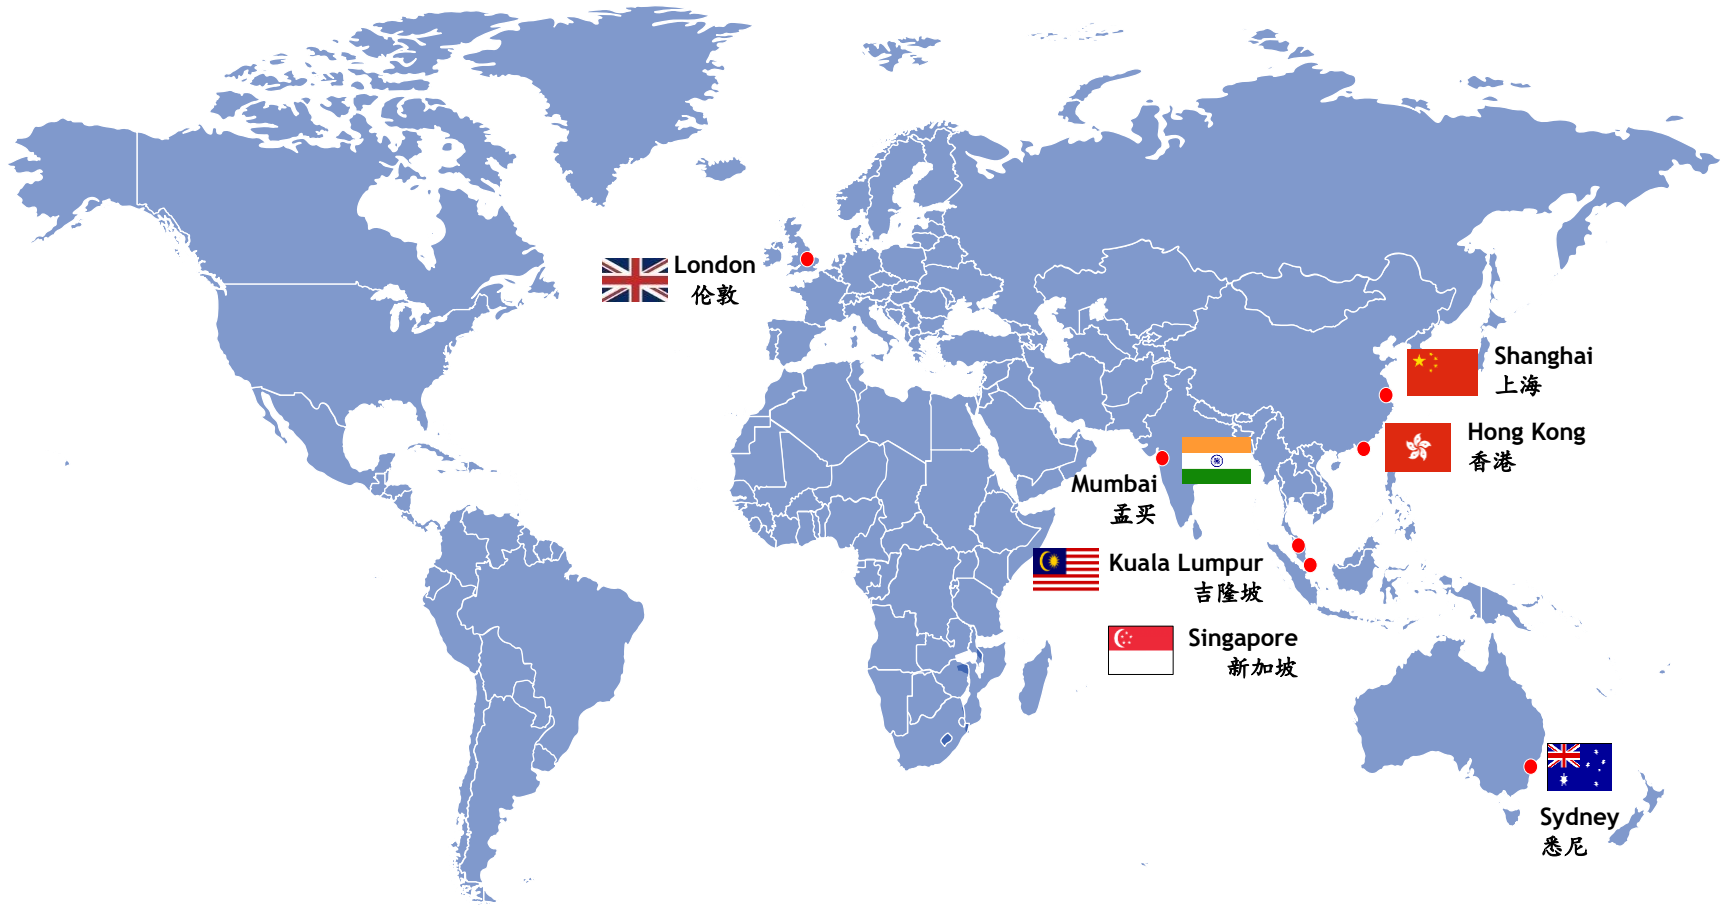 London
伦敦
Shanghai
上海
Hong Kong
香港
Mumbai
孟买
Kuala Lumpur
吉隆坡
Singapore
新加坡
Sydney
悉尼